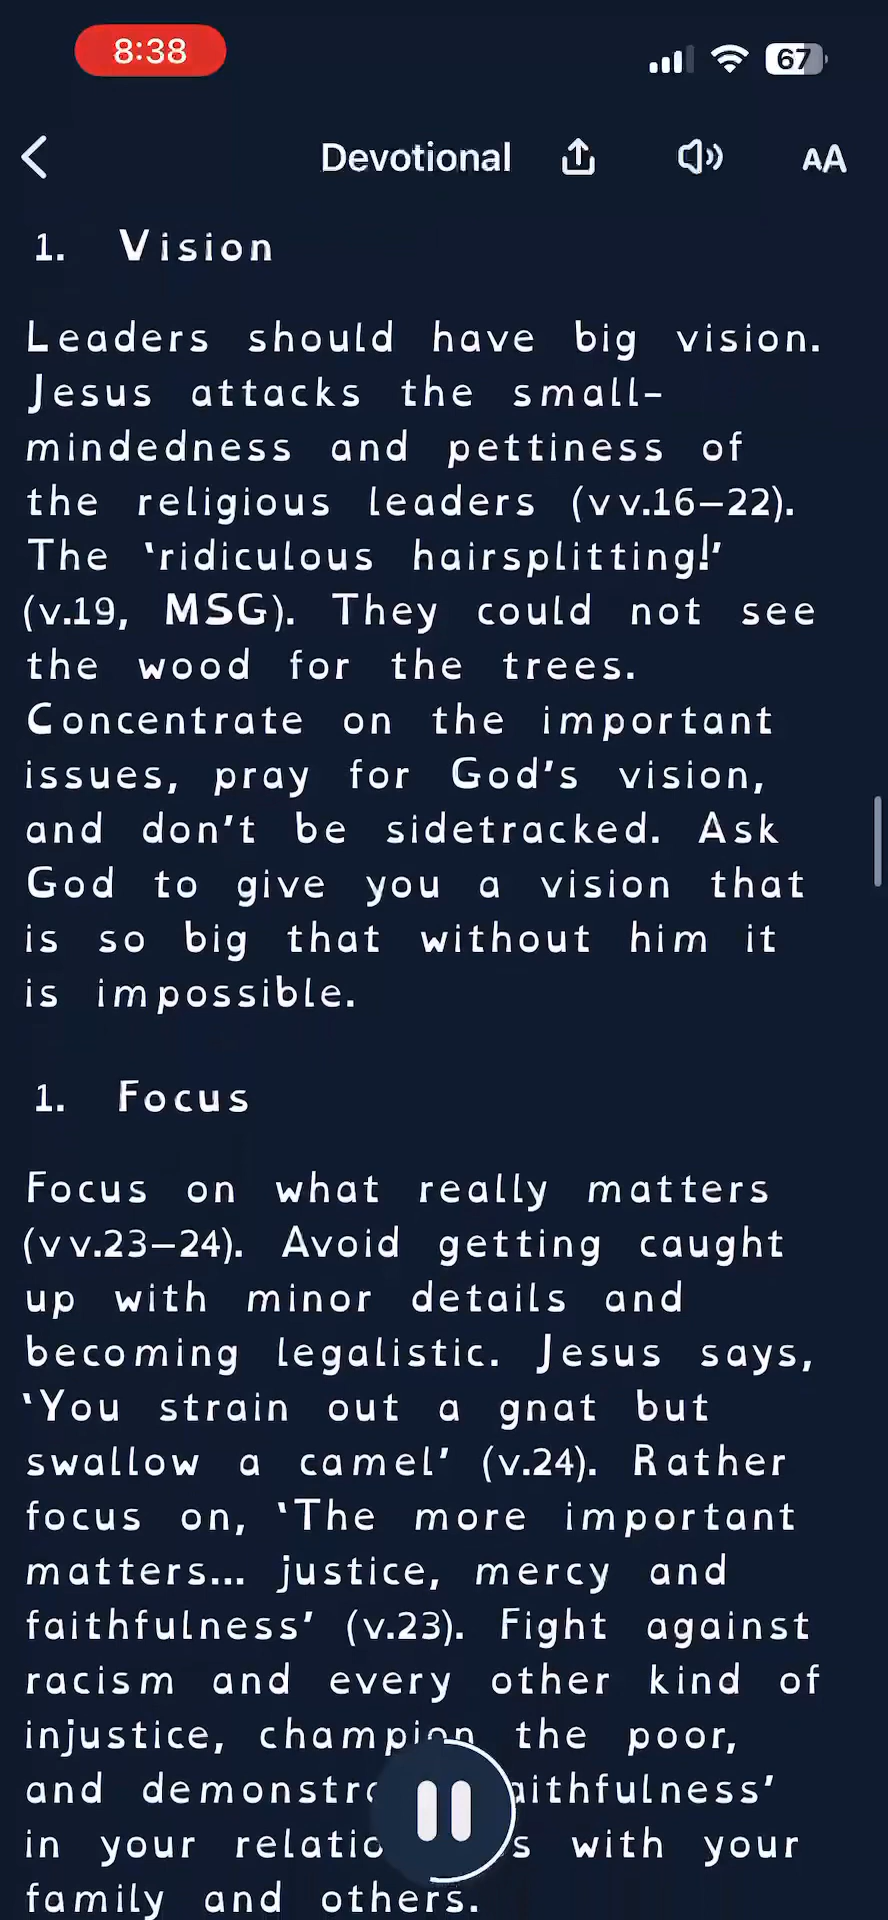 8:38
67
Devotional
AA
1. Vision
Leaders should have big vision.
Jesus attacks the small-
mindedness and pettiness of
the religious leaders (vv.16–22).
The ‘ridiculous hairsplitting!’
(v.19, MSG). They could not see
the wood for the trees.
Concentrate on the important
issues, pray for God’s vision,
and don’t be sidetracked. Ask
God to give you a vision that
is so big that without him it
is impossible.
1. Focus
Focus on what really matters
(vv.23–24). Avoid getting caught
up with minor details and
becoming legalistic. Jesus says,
‘You strain out a gnat but
swallow a camel’ (v.24). Rather
focus on, ‘The more important
matters... justice, mercy and
faithfulness’ (v.23). Fight against
racism and every other kind of
injustice, champion the poor,
and aithfulness’
in your with your
family and others.